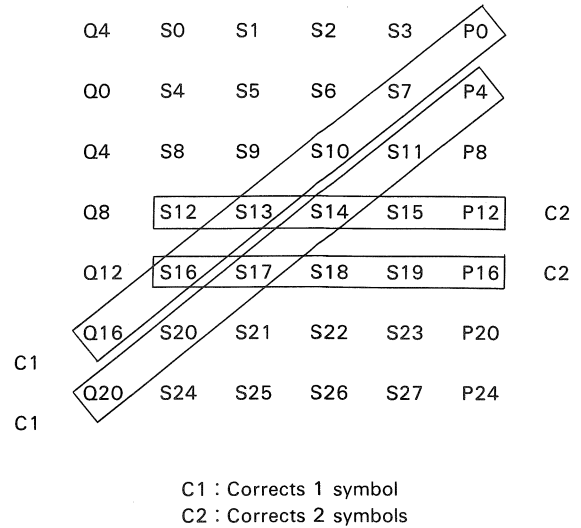 Q4 S0 S1 S2 S3 P0
Q0 S4 S5 S6 S7 P4
Q4 S8 S9 S10 S11 P8
Q8 S12 S13 S14 S15 P12 C2
Q12 S16 S17 S18 S19 P16 C2
Q16 S20 S21 S22 S23 P20
C1
Q20 S24 S25 S26 S27 P24
C1
C1 : Corrects 1 symbol
C2 : Corrects 2 symbols